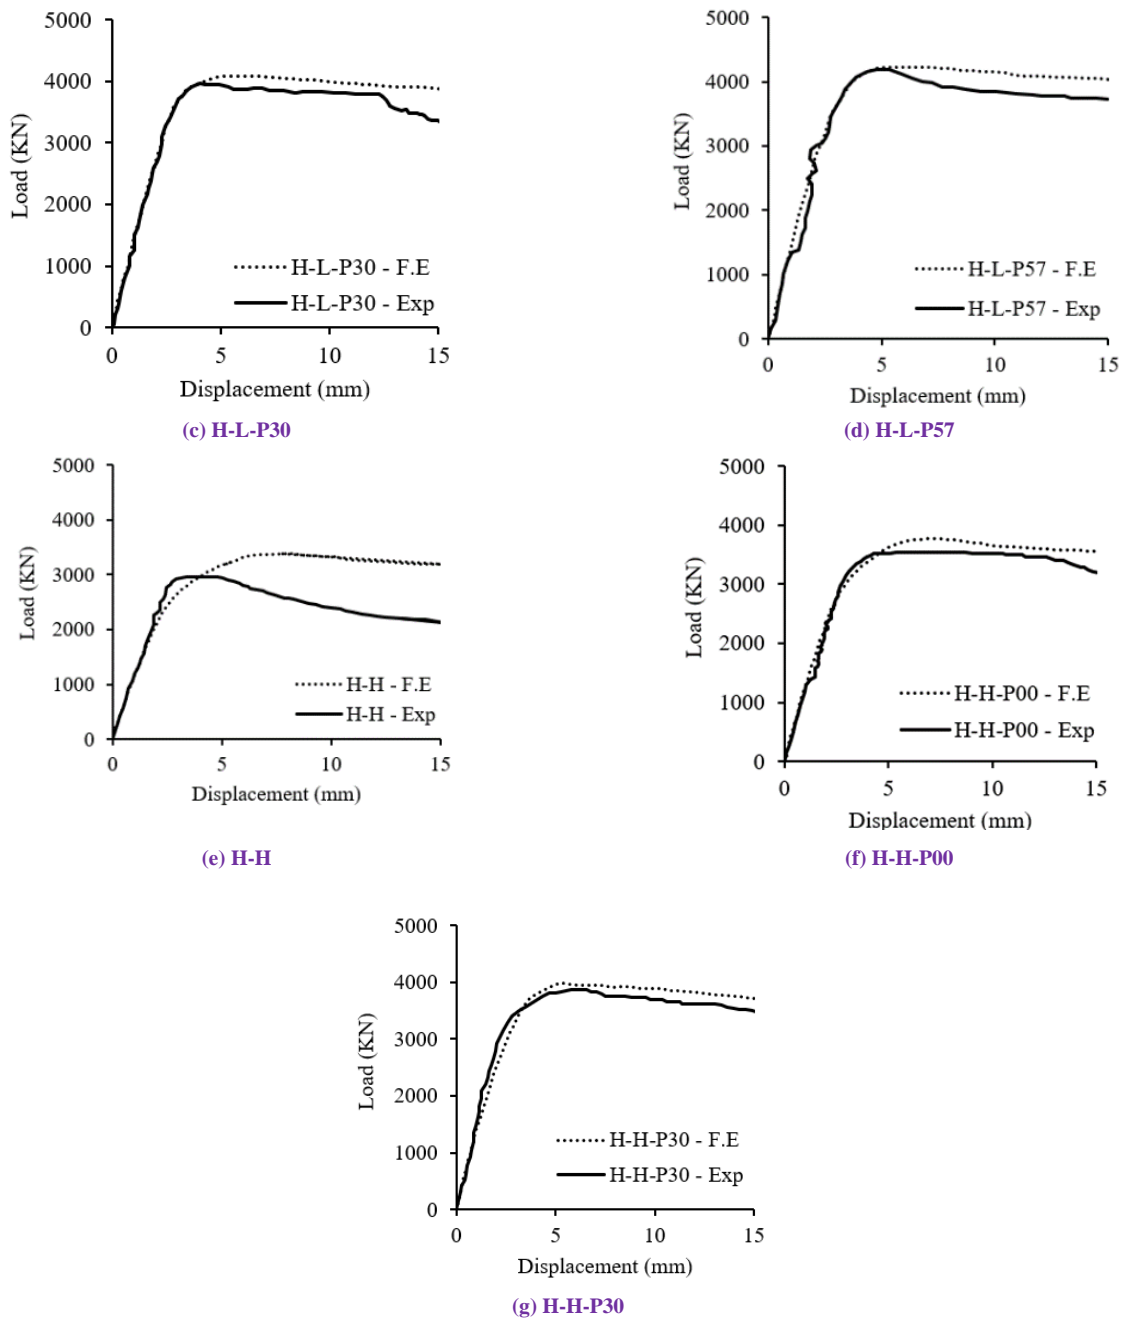 5000
4000
3000
2000
1000
0
Load (KN)
H-L-P30 - F.E
H-L-P30 - Exp
0 5 10 15
Displacement (mm)
(c) H-L-P30
5000
4000
3000
2000
1000
0
Load (KN)
H-L-P57 - F.E
H-L-P57 - Exp
0 5 10 15
Displacement (mm)
(d) H-L-P57
5000
4000
3000
2000
1000
0
Load (KN)
H-H - F.E
H-H - Exp
0 5 10 15
Displacement (mm)
(e) H-H
5000
4000
3000
2000
1000
0
Load (KN)
H-H-P00 - F.E
H-H-P00 - Exp
0 5 10 15
Displacement (mm)
(f) H-H-P00
5000
4000
3000
2000
1000
0
Load (KN)
H-H-P30 - F.E
H-H-P30 - Exp
0 5 10 15
Displacement (mm)
(g) H-H-P30